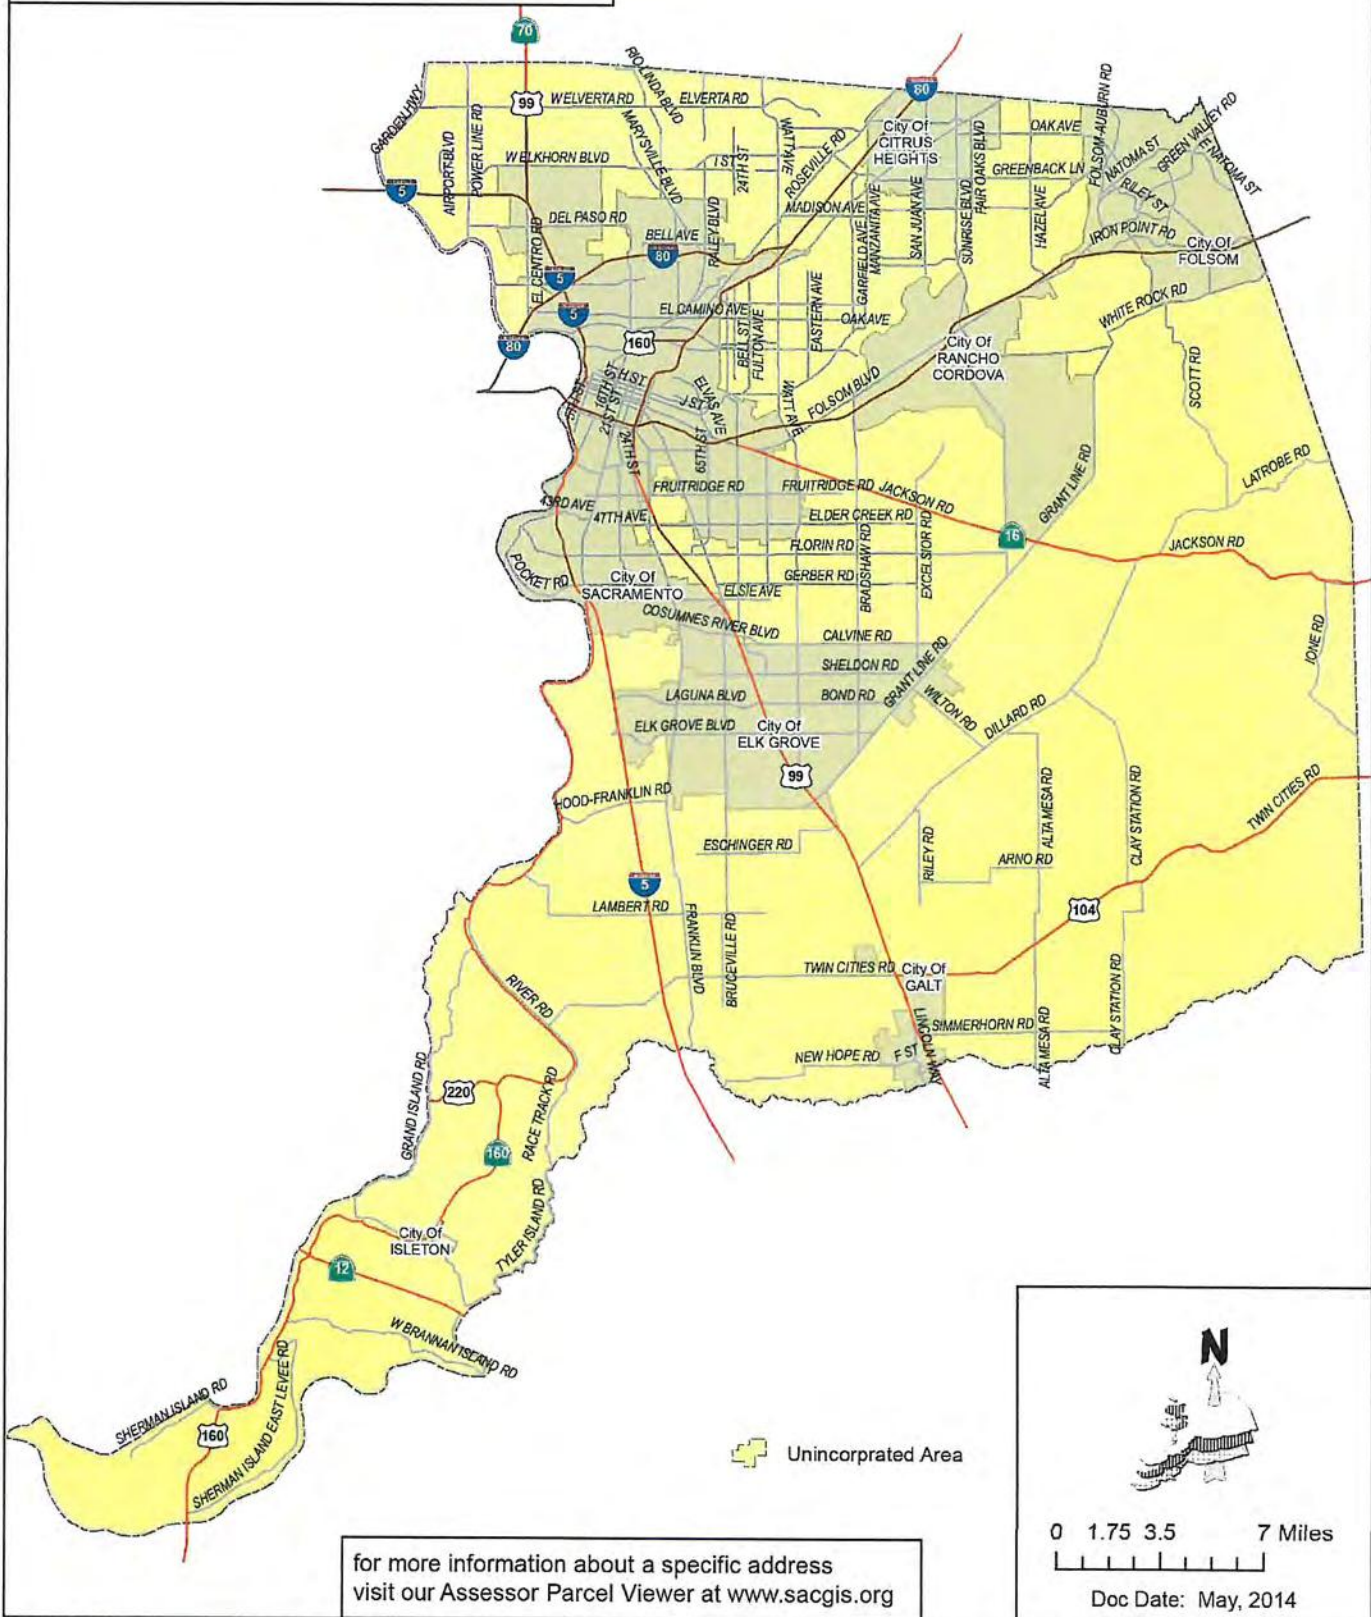 70
99
80
WELVERTA RD
RIO LINDA BLVD
ELVERTA RD
GARDEN HWY
AIRPORT BLVD
POWER LINE RD
W ELKHORN BLVD
MARYSVILLE BLVD
I ST
24TH ST
WATT AVE
ROSEVILLE RD
City Of
CITRUS
HEIGHTS
OAK AVE
FOLSOM-AUBURN RD
GREENBACK LN
NATOMA ST
GREEN VALLEY RD
E NATOMA ST
RILEY ST
5
DEL PASO RD
BELL AVE
RALEY BLVD
MADISON AVE
GARFIELD AVE
MANZANITA AVE
SAN JUAN AVE
SUNRISE BLVD
FAIR OAKS BLVD
HAZEL AVE
IRON POINT RD
City Of
FOLSOM
EL CENTRO RD
80
5
5
80
EL CAMINO AVE
160
BELL ST
FULTON AVE
EASTERN AVE
OAK AVE
WHITE ROCK RD
City Of
RANCHO
CORDOVA
SCOTT RD
5TH ST
16TH ST
21ST ST
H ST
J ST
24TH ST
ELVAS AVE
65TH ST
WATT AVE
FOLSOM BLVD
GRANT LINE RD
LATROBE RD
FRUITRIDGE RD
FRUITRIDGE RD
JACKSON RD
43RD AVE
47TH AVE
ELDER CREEK RD
16
JACKSON RD
FLORIN RD
POCKET RD
City Of
SACRAMENTO
GERBER RD
BRADSHAW RD
EXCELSIOR RD
ELSIE AVE
COSUMNES RIVER BLVD
CALVINE RD
SHELDON RD
GRANT LINE RD
IONE RD
LAGUNA BLVD
BOND RD
WILTON RD
DILLARD RD
ELK GROVE BLVD
City Of
ELK GROVE
99
HOOD-FRANKLIN RD
ALTA MESA RD
CLAY STATION RD
TWIN CITIES RD
ESCHINGER RD
RILEY RD
ARNO RD
5
LAMBERT RD
FRANKLIN BLVD
BRUCEVILLE RD
104
TWIN CITIES RD
City Of
GALT
RIVER RD
LINCOLN WAY
SIMMERHORN RD
ALTA MESA RD
CLAY STATION RD
NEW HOPE RD
F ST
GRAND ISLAND RD
220
RACE TRACK RD
160
City Of
ISLETON
TYLER ISLAND RD
12
W BRANNAN ISLAND RD
SHERMAN ISLAND RD
160
SHERMAN ISLAND EAST LEVEE RD
Unincorprated Area
N
0 1.75 3.5 7 Miles
Doc Date: May, 2014
for more information about a specific address
visit our Assessor Parcel Viewer at www.sacgis.org